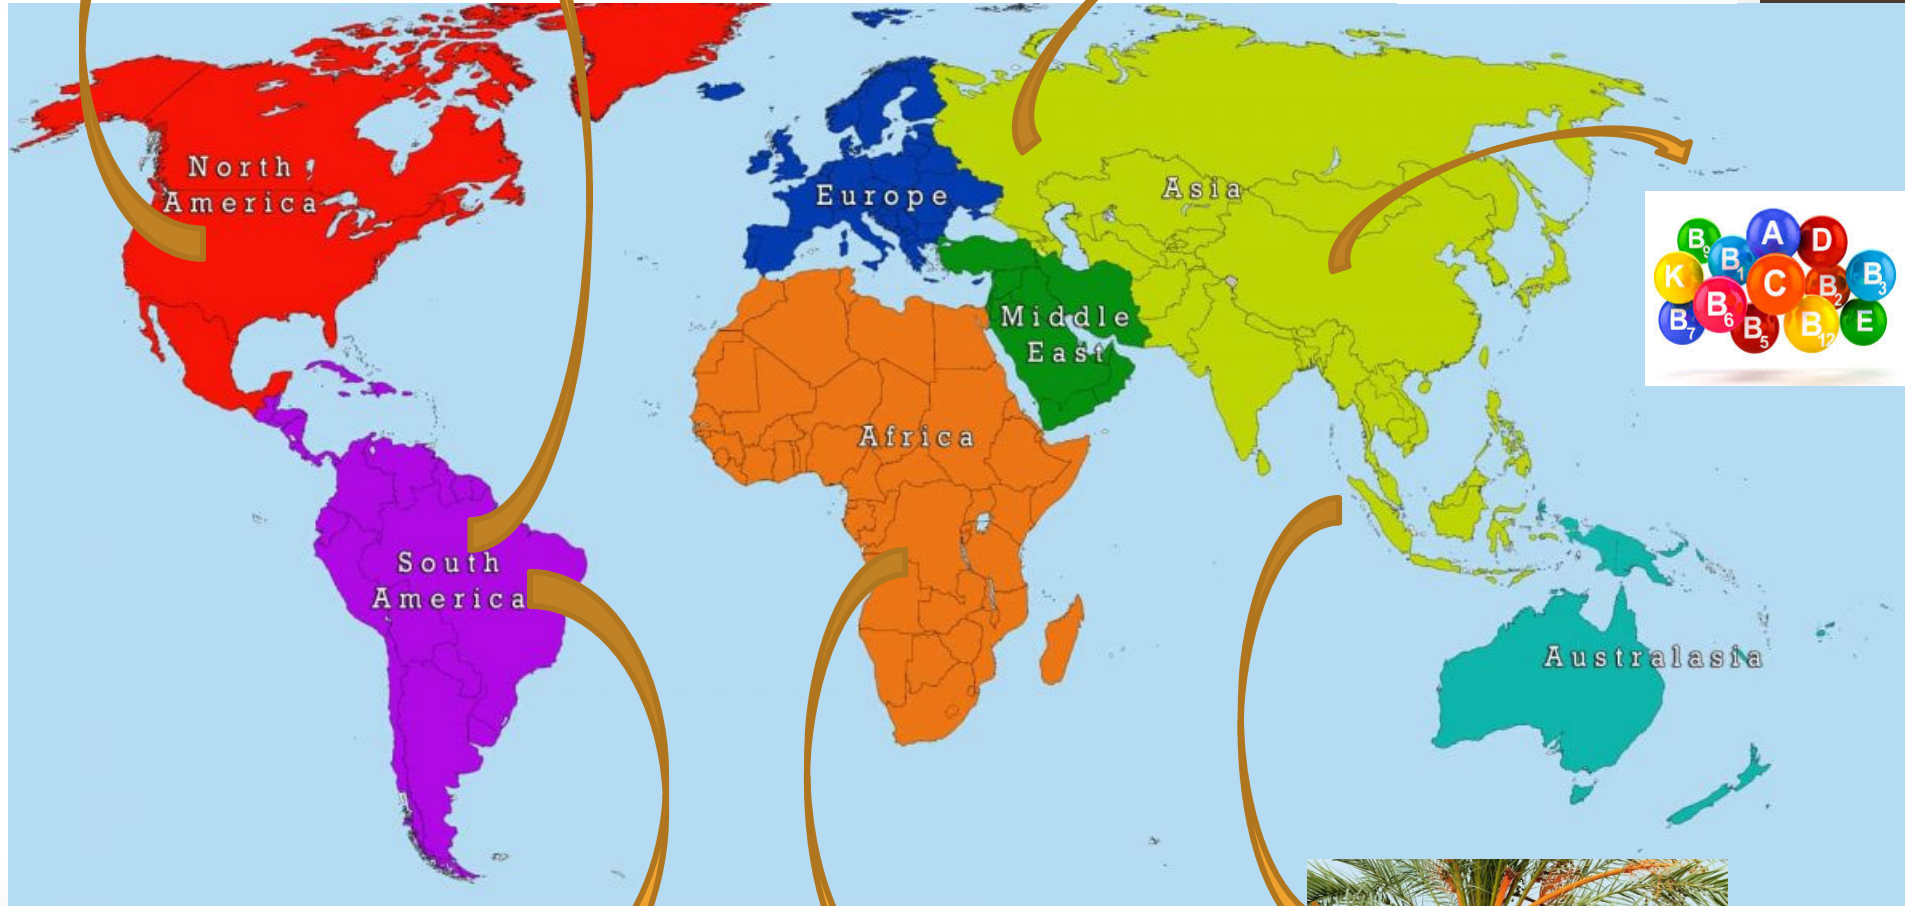 North
America
Europe
Asia
Middle
East
Africa
South
America
Australasia
B9
A
D
K
B1
C
B2
B3
B7
B6
B5
B12
E